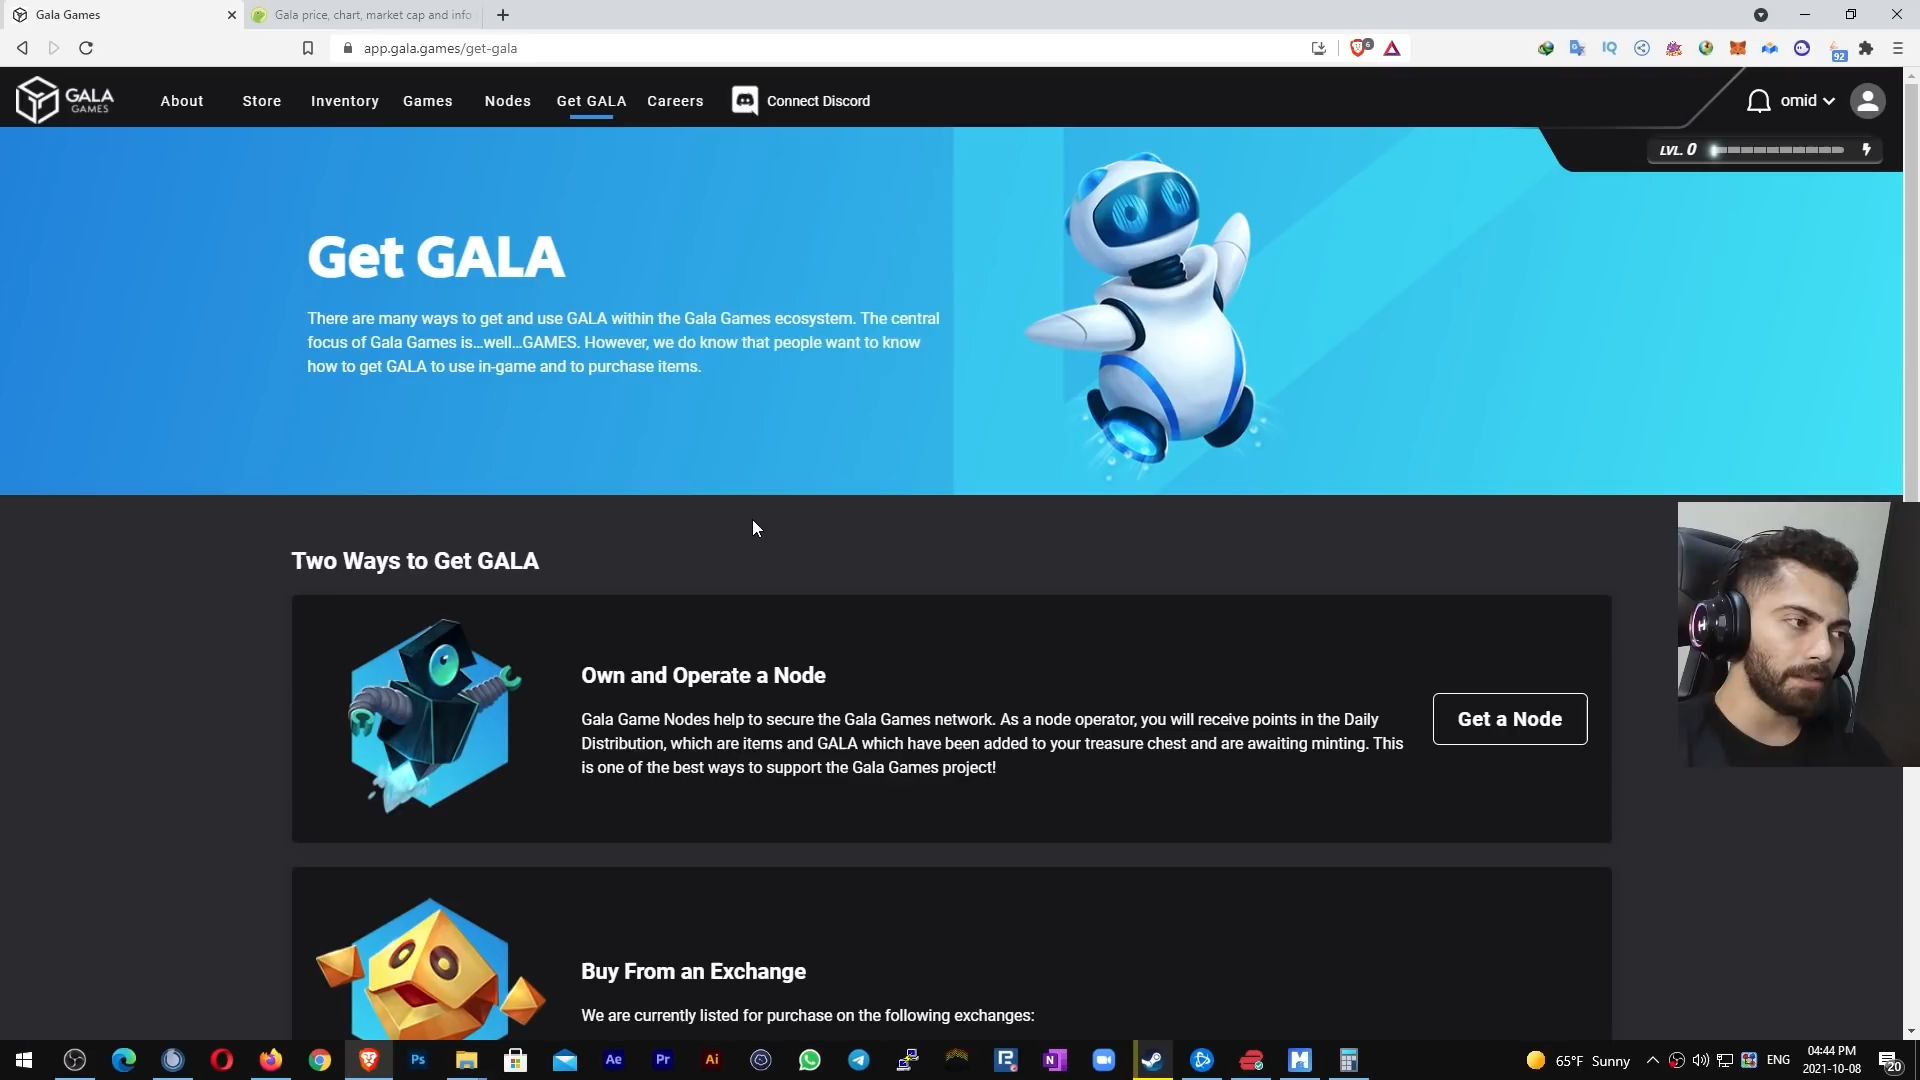 Gala Games
Gala price, chart, market cap and info
app.gala.games/get-gala
6
IQ
92
GALA
GAMES
About
Store
Inventory
Games
Nodes
Get GALA
Careers
Connect Discord
omid
LVL. 0
Get GALA
There are many ways to get and use GALA within the Gala Games ecosystem. The central
focus of Gala Games is...well...GAMES. However, we do know that people want to know
how to get GALA to use in-game and to purchase items.
Two Ways to Get GALA
Own and Operate a Node
Gala Game Nodes help to secure the Gala Games network. As a node operator, you will receive points in the Daily
Distribution, which are items and GALA which have been added to your treasure chest and are awaiting minting. This
is one of the best ways to support the Gala Games project!
Get a Node
Buy From an Exchange
We are currently listed for purchase on the following exchanges:
Ps
Ae
Pr
Ai
N
M
65°F Sunny
ENG
04:44 PM
2021-10-08
20